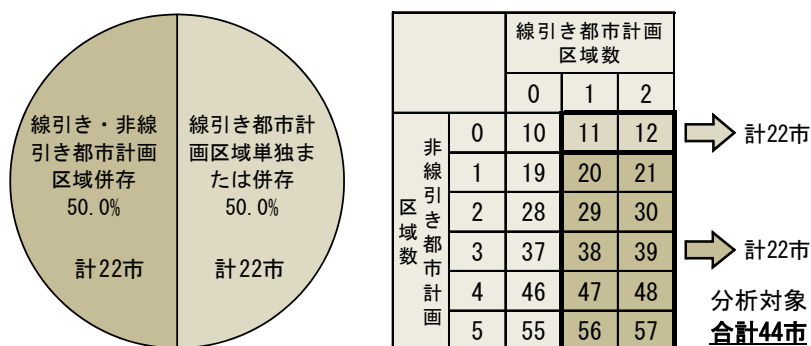 線引き・非線
引き都市計画
区域併存
50.0%
計22市
線引き都市計
画区域単独ま
たは併存
50.0%
計22市
線引き都市計画
区域数
0 1 2
非線引き都市計画
区域数
0 10 11 12
1 19 20 21
2 28 29 30
3 37 38 39
4 46 47 48
5 55 56 57
計22市
計22市
分析対象
合計44市